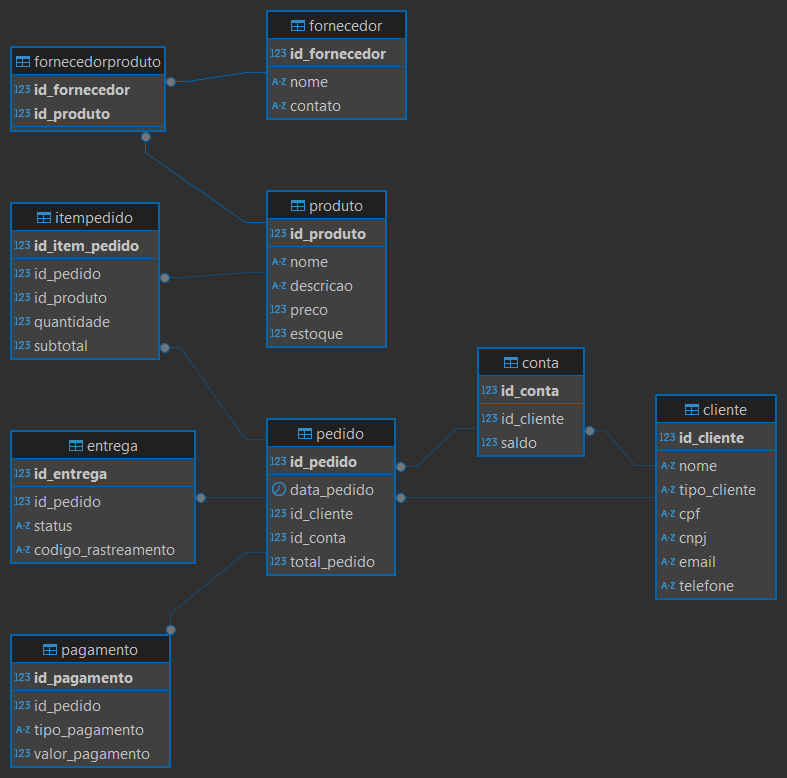 fornecedor
123 id_fornecedor
A-Z nome
A-Z contato
fornecedorproduto
123 id_fornecedor
123 id_produto
produto
123 id_produto
A-Z nome
A-Z descricao
123 preco
123 estoque
itempedido
123 id_item_pedido
123 id_pedido
123 id_produto
123 quantidade
123 subtotal
conta
123 id_conta
123 id_cliente
123 saldo
cliente
123 id_cliente
A-Z nome
A-Z tipo_cliente
A-Z cpf
A-Z cnpj
A-Z email
A-Z telefone
pedido
123 id_pedido
data_pedido
123 id_cliente
123 id_conta
123 total_pedido
entrega
123 id_entrega
123 id_pedido
A-Z status
A-Z codigo_rastreamento
pagamento
123 id_pagamento
123 id_pedido
A-Z tipo_pagamento
123 valor_pagamento